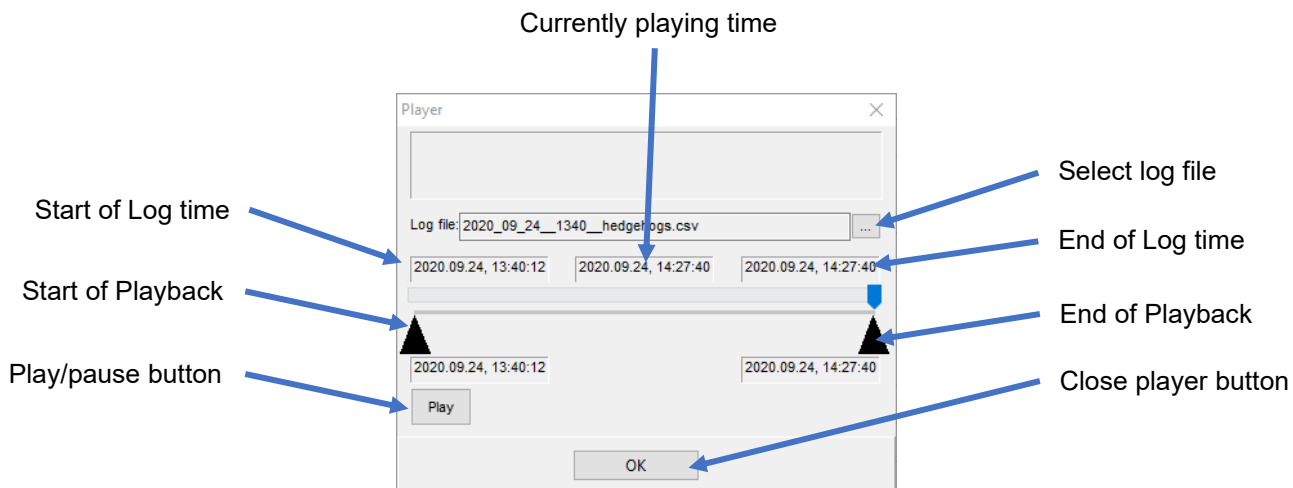 Currently playing time
Player
Select log file
Start of Log time
Log file: 2020_09_24__1340__hedgehogs.csv
...
End of Log time
2020.09.24, 13:40:12
2020.09.24, 14:27:40
2020.09.24, 14:27:40
Start of Playback
End of Playback
2020.09.24, 13:40:12
2020.09.24, 14:27:40
Play/pause button
Close player button
Play
OK